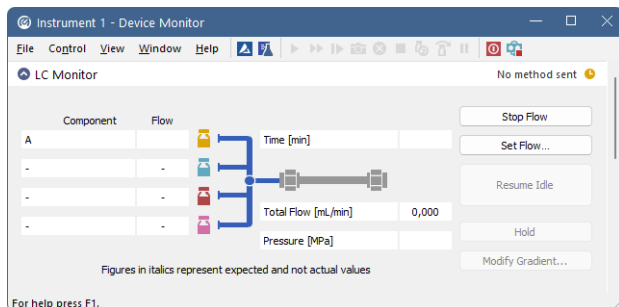 Instrument 1 - Device Monitor
File Control View Window Help
LC Monitor
No method sent
Component Flow
Stop Flow
A
Time [min]
Set Flow...
- -
Resume Idle
- -
Total Flow [mL/min] 0,000
- -
Hold
Pressure [MPa]
Modify Gradient...
Figures in italics represent expected and not actual values
For help press F1.